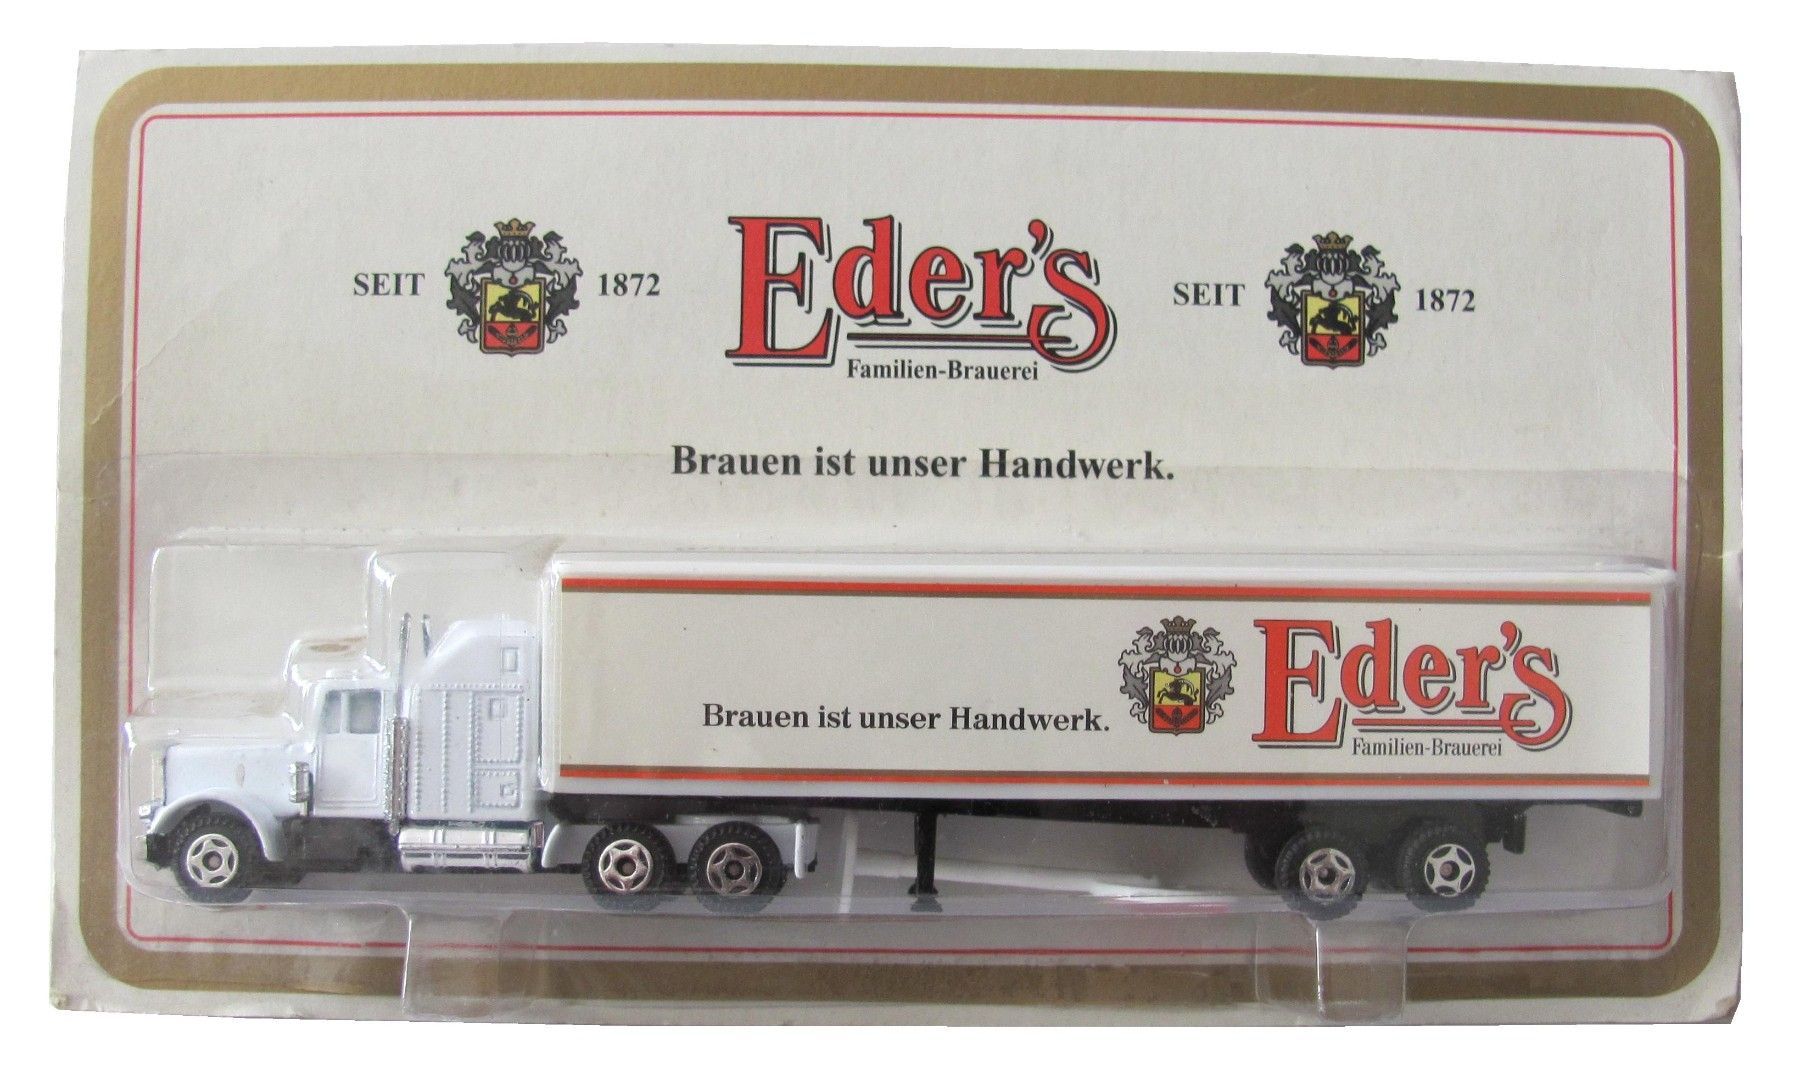 SEIT 1872
Eder's
Familien-Brauerei
SEIT 1872
Brauen ist unser Handwerk.
Brauen ist unser Handwerk.
Eder's
Familien-Brauerei